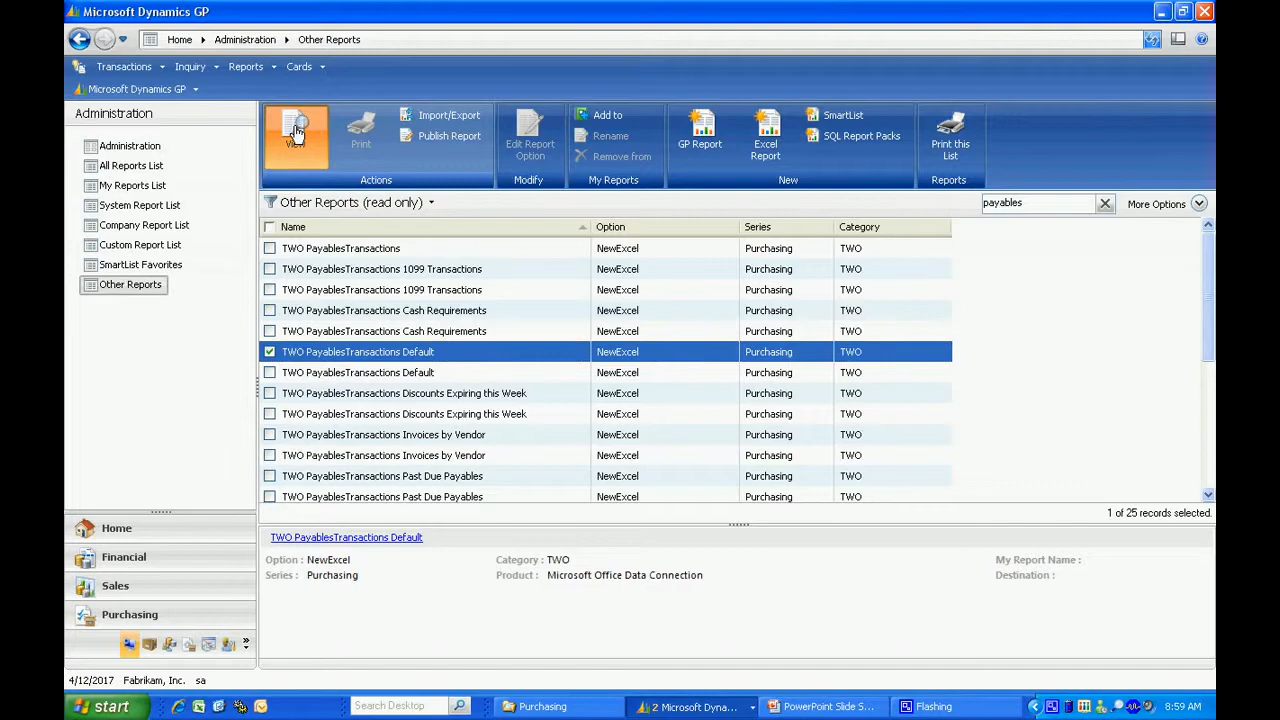 Microsoft Dynamics GP
Home Administration Other Reports
Transactions Inquiry Reports Cards
Microsoft Dynamics GP
Administration
Administration
All Reports List
My Reports List
System Report List
Company Report List
Custom Report List
SmartList Favorites
Other Reports
Home
Financial
Sales
Purchasing
View
Print
Import/Export
Publish Report
Actions
Edit Report Option
Modify
Add to
Rename
Remove from
My Reports
GP Report
Excel Report
SmartList
SQL Report Packs
New
Print this List
Reports
Other Reports (read only)
payables
More Options
Name Option Series Category
TWO PayablesTransactions NewExcel Purchasing TWO
TWO PayablesTransactions 1099 Transactions NewExcel Purchasing TWO
TWO PayablesTransactions 1099 Transactions NewExcel Purchasing TWO
TWO PayablesTransactions Cash Requirements NewExcel Purchasing TWO
TWO PayablesTransactions Cash Requirements NewExcel Purchasing TWO
TWO PayablesTransactions Default NewExcel Purchasing TWO
TWO PayablesTransactions Default NewExcel Purchasing TWO
TWO PayablesTransactions Discounts Expiring this Week NewExcel Purchasing TWO
TWO PayablesTransactions Discounts Expiring this Week NewExcel Purchasing TWO
TWO PayablesTransactions Invoices by Vendor NewExcel Purchasing TWO
TWO PayablesTransactions Invoices by Vendor NewExcel Purchasing TWO
TWO PayablesTransactions Past Due Payables NewExcel Purchasing TWO
TWO PayablesTransactions Past Due Payables NewExcel Purchasing TWO
1 of 25 records selected.
TWO PayablesTransactions Default
Option : NewExcel Category : TWO My Report Name :
Series : Purchasing Product : Microsoft Office Data Connection Destination :
4/12/2017 Fabrikam, Inc. sa
start Search Desktop Purchasing 2 Microsoft Dyna... PowerPoint Slide S... Flashing 8:59 AM